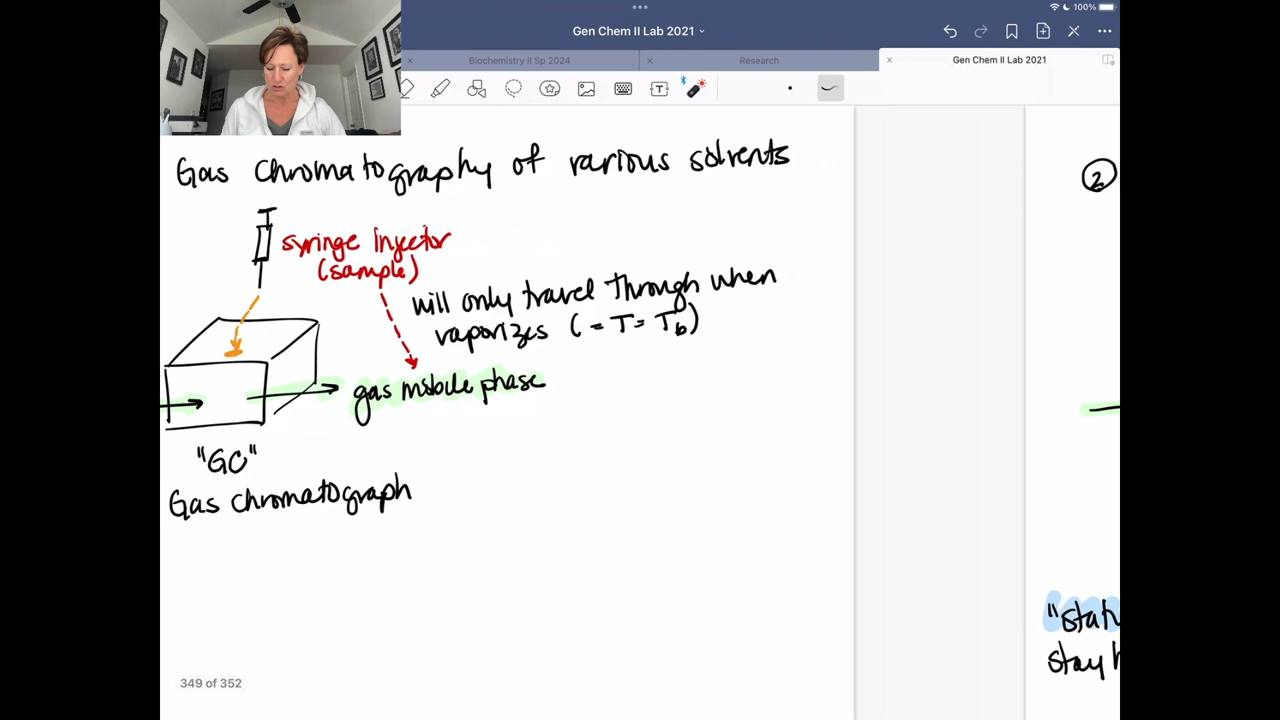 100%
Gen Chem II Lab 2021
Biochemistry II Sp 2024
Research
Gen Chem II Lab 2021
Gas chromatography of various solvents
2
syringe injector
(sample)
will only travel through when
vaporizes (= T = Tb)
gas mobile phase
"GC"
Gas chromatograph
stay
349 of 352